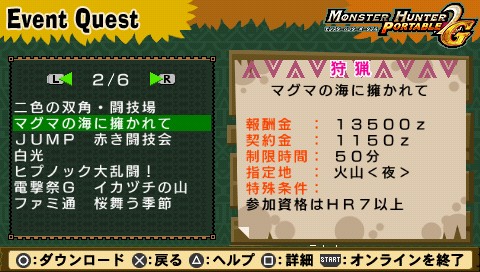 Event Quest
MONSTER HUNTER
PORTABLE 2nd G
L 2/6 R
二色の双角・闘技場
マグマの海に擁かれて
ＪＵＭＰ 赤き闘技会
白光
ヒプノック大乱闘！
電撃祭Ｇ イカヅチの山
ファミ通 桜舞う季節
狩猟
マグマの海に擁かれて
報酬金 ： １３５００ｚ
契約金 ： １１５０ｚ
制限時間： ５０分
指定地 ： 火山＜夜＞
特殊条件：
参加資格はＨＲ７以上
○:ダウンロード ×:戻る △:ヘルプ □:詳細 START:オンラインを終了